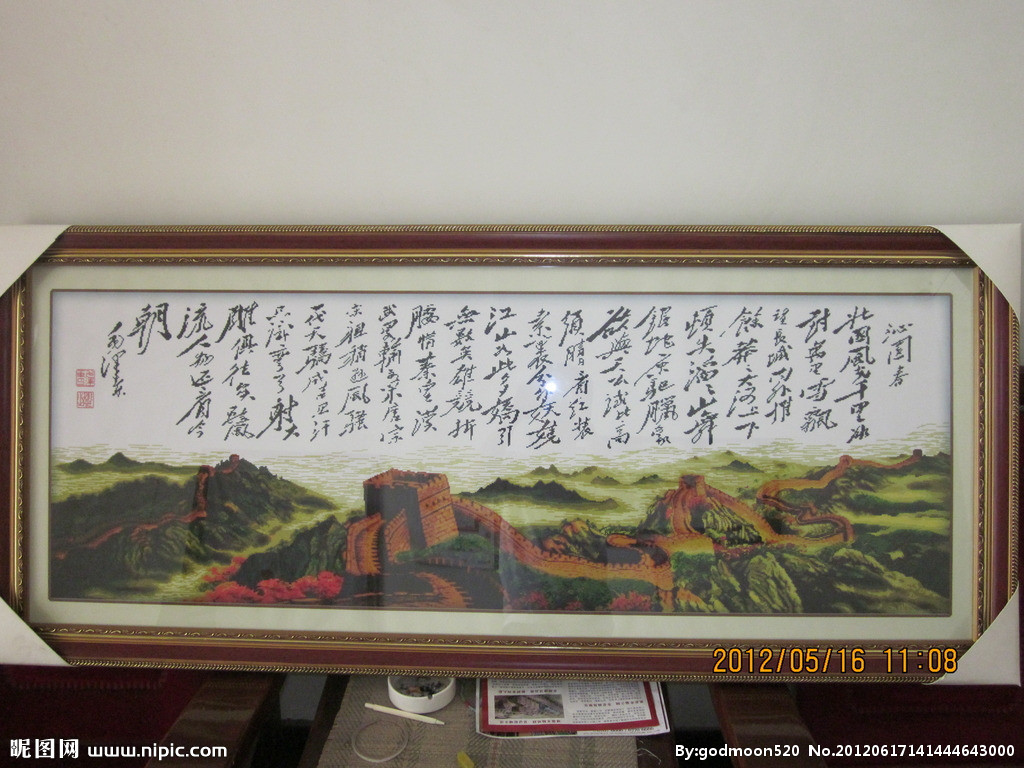 沁园春
北国风光千里冰
封万里雪飘
望长城内外惟
馀莽莽大河上下
顿失滔滔山舞
银蛇原驰腊象
欲与天公试比高
须晴日看红装
素裹分外妖娆
江山如此多娇引
无数英雄竞折
腰惜秦皇汉
武略输文采唐宗
宋祖稍逊风骚
一代天骄成吉思汗
只识弯弓射大
雕俱往矣数风
流人物还看今
朝
毛泽东
2012/05/16 11:08
昵图网 www.nipic.com
By:godmoon520 No.20120617141444643000